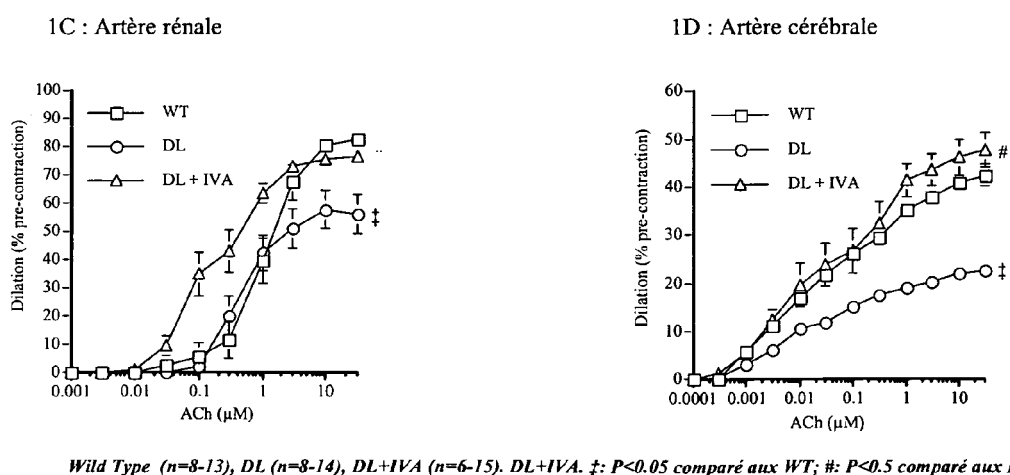 1C : Artère rénale
1D : Artère cérébrale
Dilation (% pre-contraction)
100
90
80
70
60
50
40
30
20
10
0
WT
DL
DL + IVA
‡
0.001
0.01
0.1
1
10
ACh (µM)
Dilation (% pre-contraction)
60
50
40
30
20
10
0
WT
DL
DL + IVA
#
‡
0.0001
0.001
0.01
0.1
1
10
ACh (µM)
Wild Type (n=8-13), DL (n=8-14), DL+IVA (n=6-15). DL+IVA. ‡: P<0.05 comparé aux WT; #: P<0.5 comparé aux